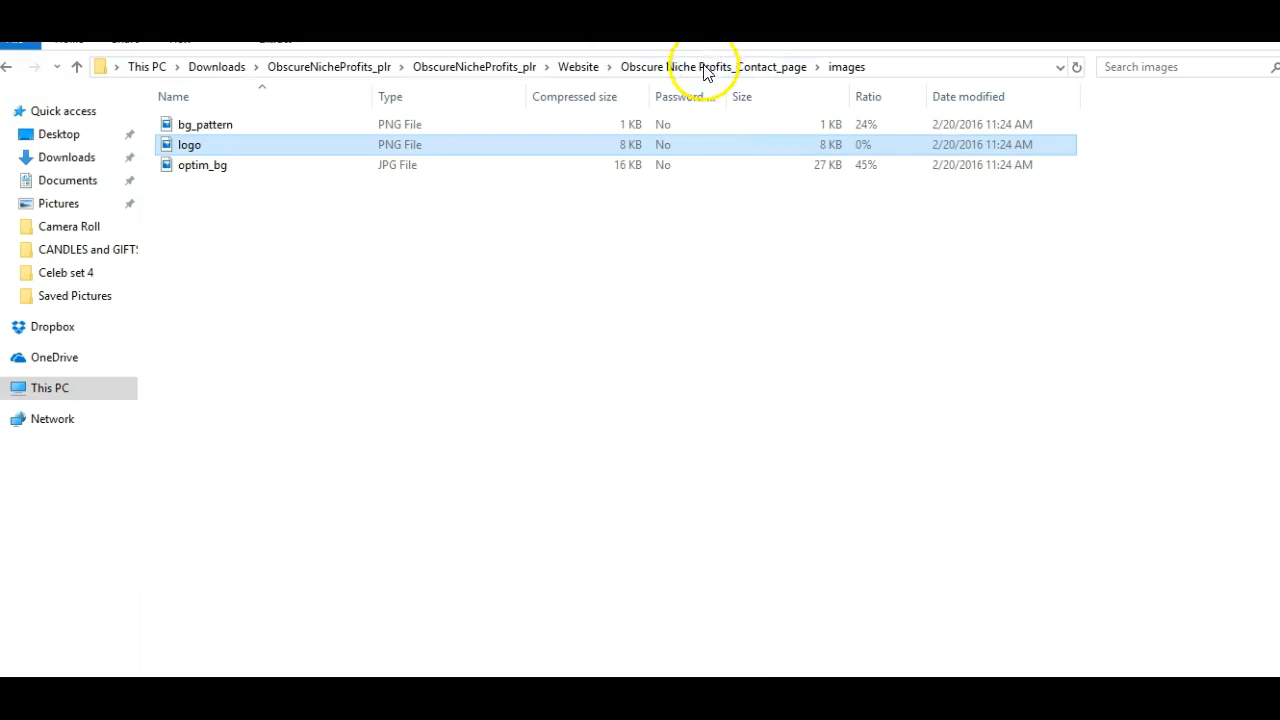 This PC > Downloads > ObscureNicheProfits_plr > ObscureNicheProfits_plr > Website > Obscure Niche Profits_Contact_page > images
Search images
Name Type Compressed size Password ... Size Ratio Date modified
bg_pattern PNG File 1 KB No 1 KB 24% 2/20/2016 11:24 AM
logo PNG File 8 KB No 8 KB 0% 2/20/2016 11:24 AM
optim_bg JPG File 16 KB No 27 KB 45% 2/20/2016 11:24 AM
Quick access
Desktop
Downloads
Documents
Pictures
Camera Roll
CANDLES and GIFTS
Celeb set 4
Saved Pictures
Dropbox
OneDrive
This PC
Network